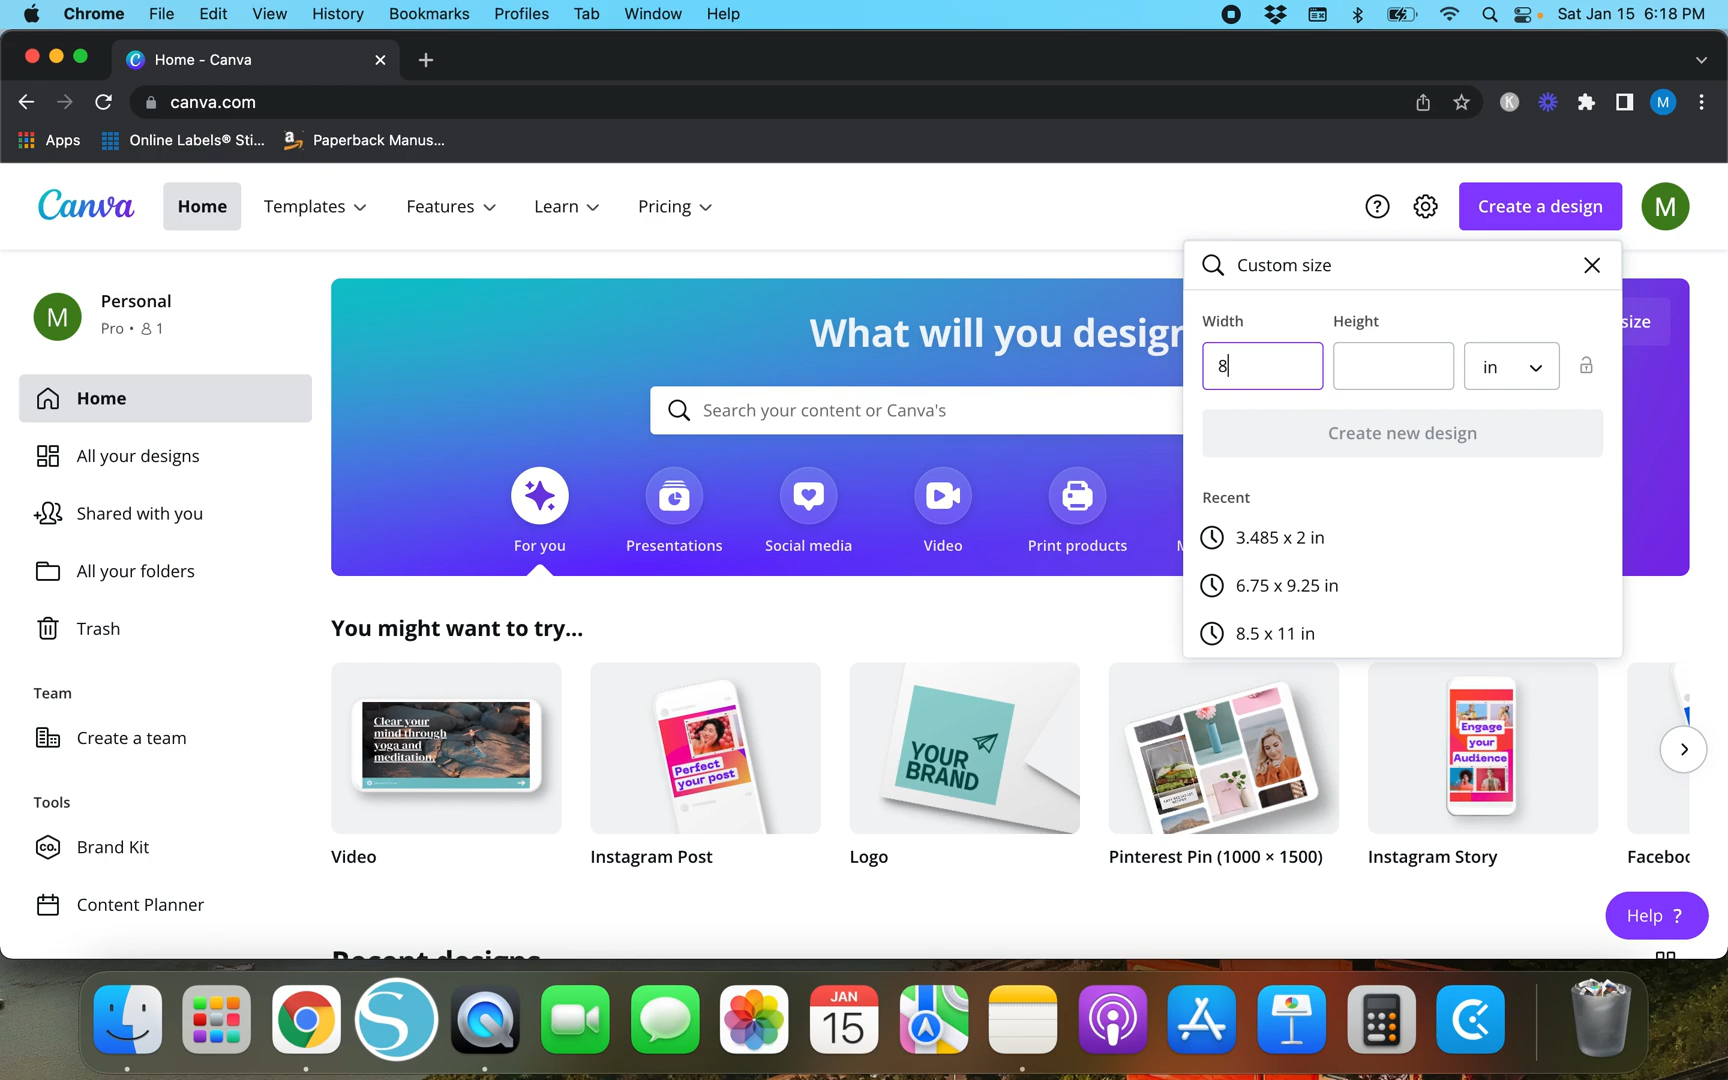 Chrome File Edit View History Bookmarks Profiles Tab Window Help Sat Jan 15 6:18 PM
Home - Canva
canva.com K M
Apps Online Labels® Sti... Paperback Manus...
Canva Home Templates Features Learn Pricing ? Create a design M
Custom size
M Personal
Pro • 1
What will you design
size
Width Height
8 in
Home
Search your content or Canva's
Create new design
All your designs
Shared with you
For you Presentations Social media Video Print products M
Recent
3.485 x 2 in
6.75 x 9.25 in
8.5 x 11 in
All your folders
Trash
You might want to try...
Team
Create a team
Clear your
mind through
yoga and
meditation.
Perfect
your post
YOUR
BRAND
Engage
your
Audience
Tools
co. Brand Kit
Video Instagram Post Logo Pinterest Pin (1000 × 1500) Instagram Story Faceboo
Content Planner
Help ?
Recent designs
S JAN
15